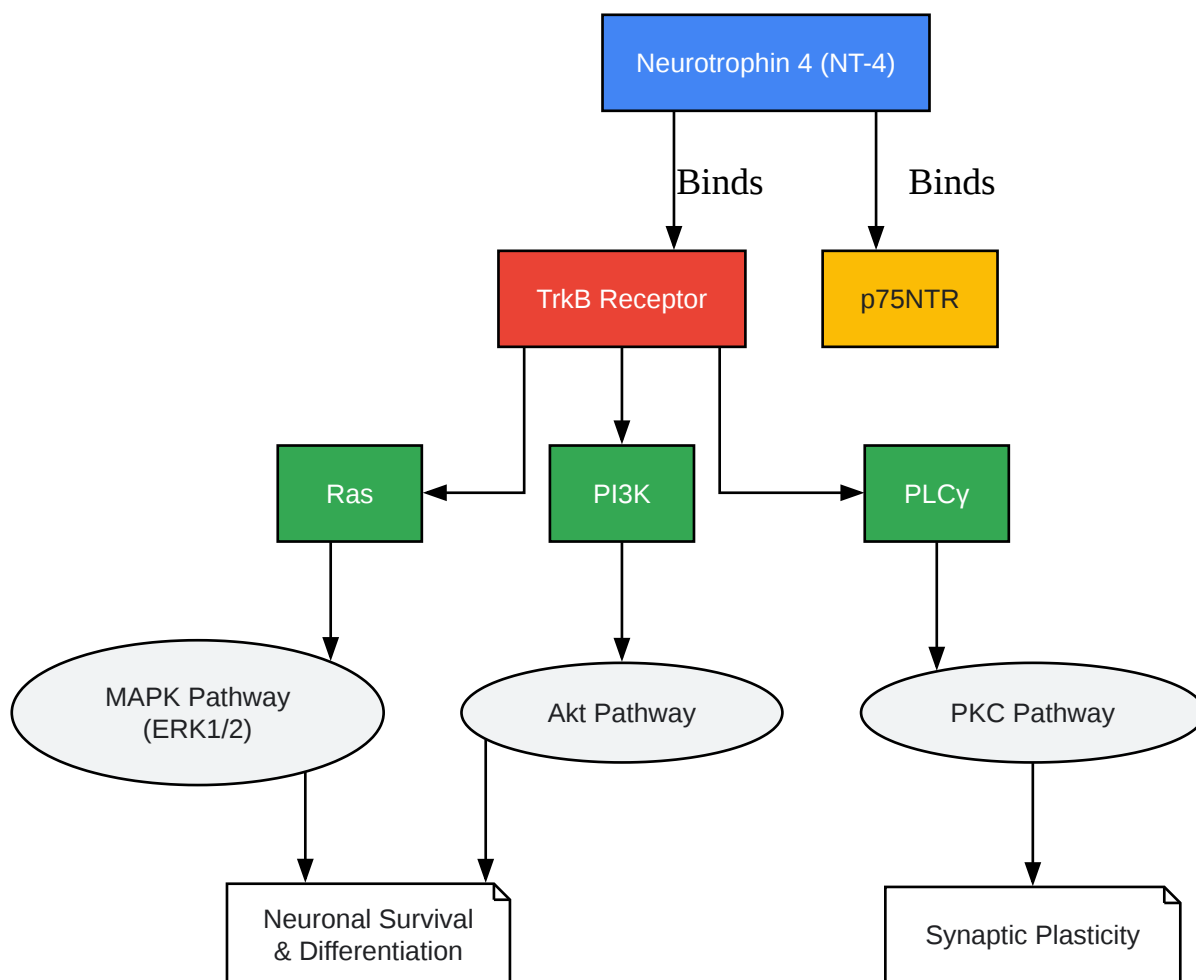 Neurotrophin 4 (NT-4)
Binds
Binds
TrkB Receptor
p75NTR
Ras
PI3K
PLCγ
MAPK Pathway
(ERK1/2)
Akt Pathway
PKC Pathway
Neuronal Survival
& Differentiation
Synaptic Plasticity